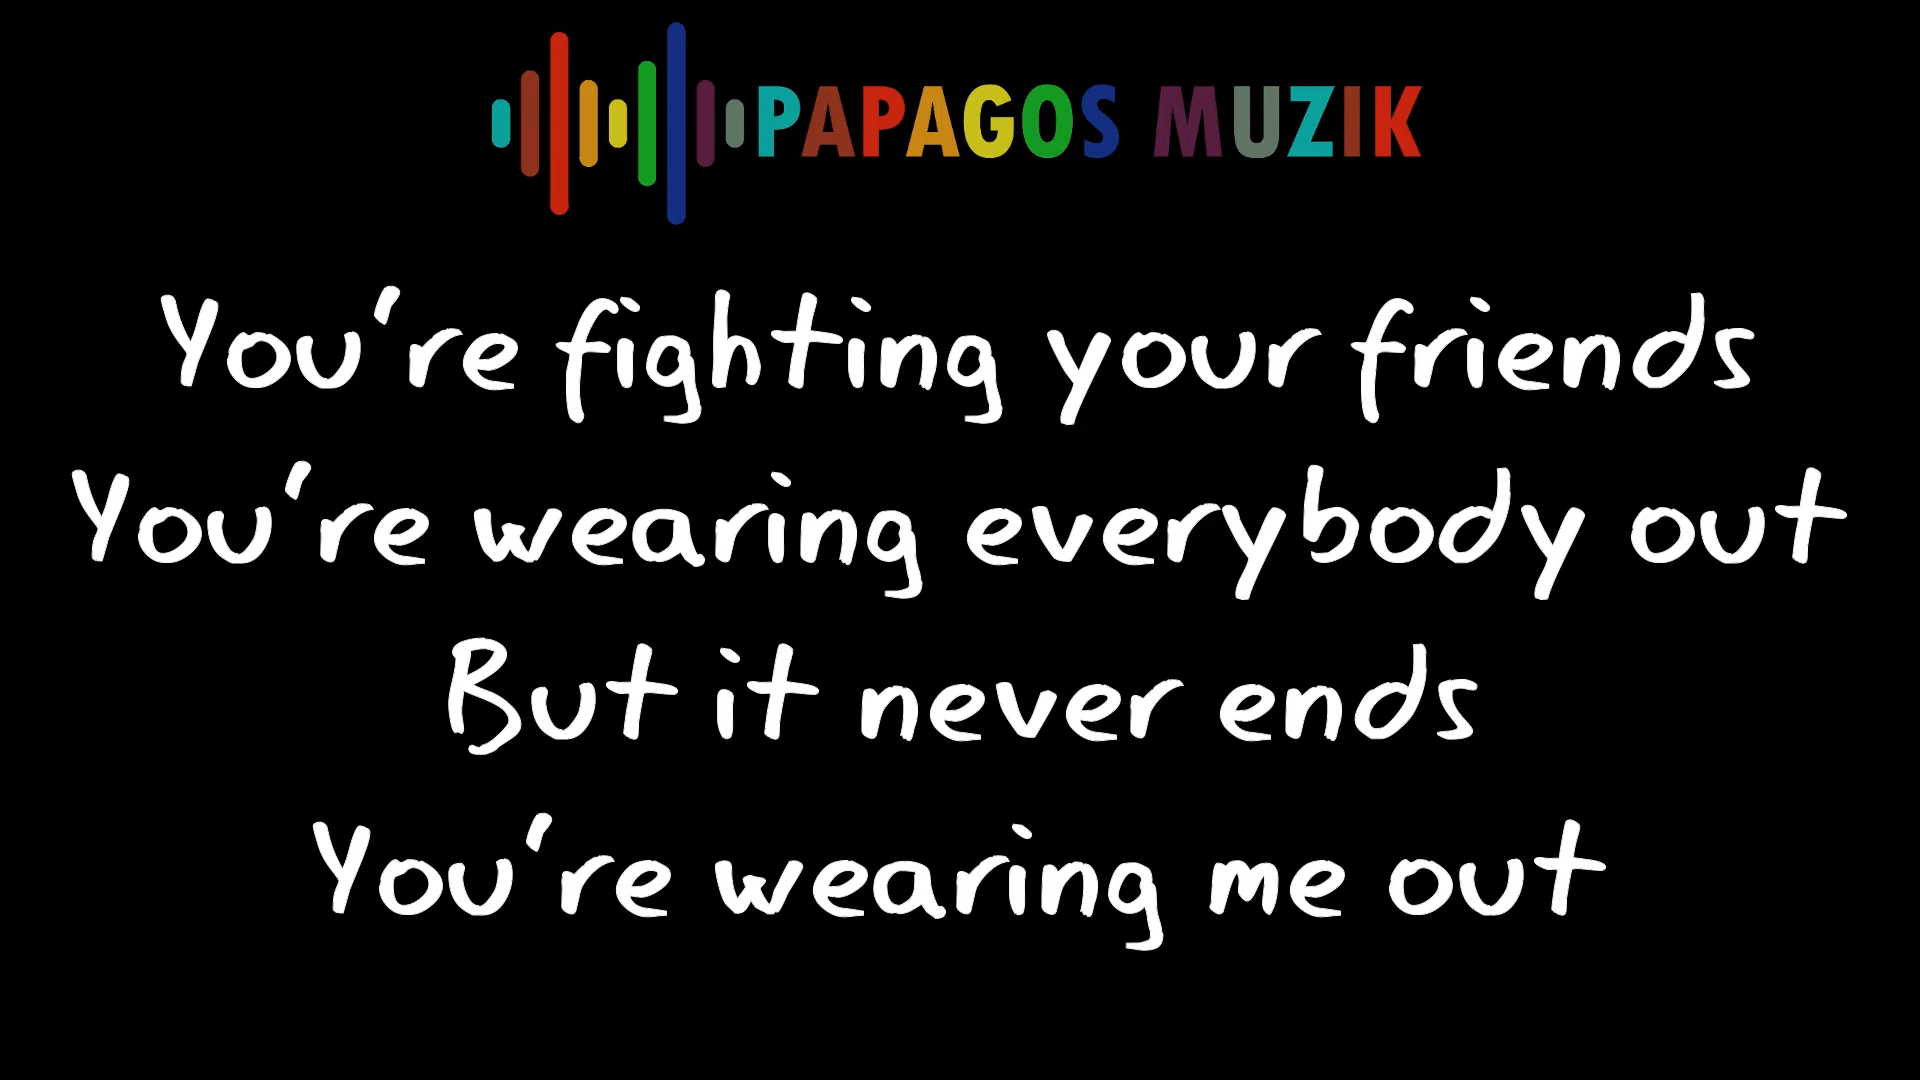 PAPAGOS MUZIK
You're fighting your friends
You're wearing everybody out
But it never ends
You're wearing me out